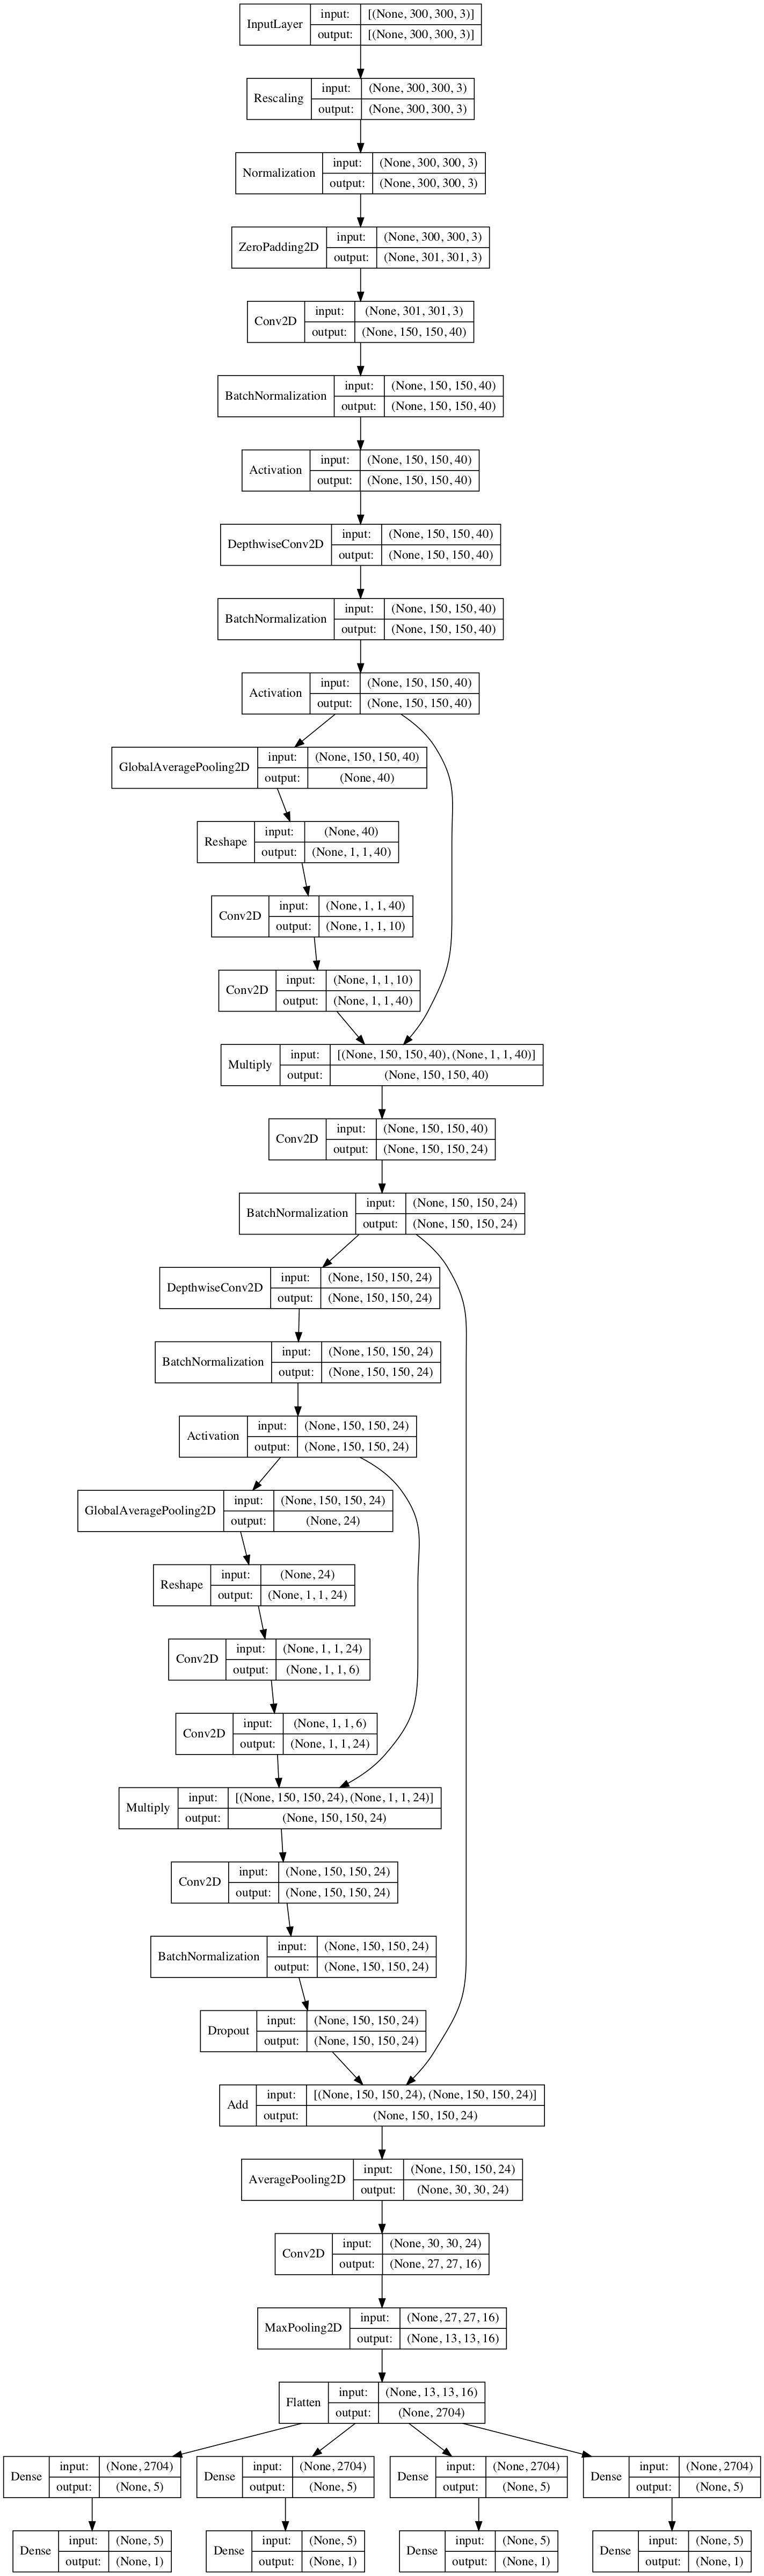 InputLayer
input: [(None, 300, 300, 3)]
output: [(None, 300, 300, 3)]
Rescaling
input: (None, 300, 300, 3)
output: (None, 300, 300, 3)
Normalization
input: (None, 300, 300, 3)
output: (None, 300, 300, 3)
ZeroPadding2D
input: (None, 300, 300, 3)
output: (None, 301, 301, 3)
Conv2D
input: (None, 301, 301, 3)
output: (None, 150, 150, 40)
BatchNormalization
input: (None, 150, 150, 40)
output: (None, 150, 150, 40)
Activation
input: (None, 150, 150, 40)
output: (None, 150, 150, 40)
DepthwiseConv2D
input: (None, 150, 150, 40)
output: (None, 150, 150, 40)
BatchNormalization
input: (None, 150, 150, 40)
output: (None, 150, 150, 40)
Activation
input: (None, 150, 150, 40)
output: (None, 150, 150, 40)
GlobalAveragePooling2D
input: (None, 150, 150, 40)
output: (None, 40)
Reshape
input: (None, 40)
output: (None, 1, 1, 40)
Conv2D
input: (None, 1, 1, 40)
output: (None, 1, 1, 10)
Conv2D
input: (None, 1, 1, 10)
output: (None, 1, 1, 40)
Multiply
input: [(None, 150, 150, 40), (None, 1, 1, 40)]
output: (None, 150, 150, 40)
Conv2D
input: (None, 150, 150, 40)
output: (None, 150, 150, 24)
BatchNormalization
input: (None, 150, 150, 24)
output: (None, 150, 150, 24)
DepthwiseConv2D
input: (None, 150, 150, 24)
output: (None, 150, 150, 24)
BatchNormalization
input: (None, 150, 150, 24)
output: (None, 150, 150, 24)
Activation
input: (None, 150, 150, 24)
output: (None, 150, 150, 24)
GlobalAveragePooling2D
input: (None, 150, 150, 24)
output: (None, 24)
Reshape
input: (None, 24)
output: (None, 1, 1, 24)
Conv2D
input: (None, 1, 1, 24)
output: (None, 1, 1, 6)
Conv2D
input: (None, 1, 1, 6)
output: (None, 1, 1, 24)
Multiply
input: [(None, 150, 150, 24), (None, 1, 1, 24)]
output: (None, 150, 150, 24)
Conv2D
input: (None, 150, 150, 24)
output: (None, 150, 150, 24)
BatchNormalization
input: (None, 150, 150, 24)
output: (None, 150, 150, 24)
Dropout
input: (None, 150, 150, 24)
output: (None, 150, 150, 24)
Add
input: [(None, 150, 150, 24), (None, 150, 150, 24)]
output: (None, 150, 150, 24)
AveragePooling2D
input: (None, 150, 150, 24)
output: (None, 30, 30, 24)
Conv2D
input: (None, 30, 30, 24)
output: (None, 27, 27, 16)
MaxPooling2D
input: (None, 27, 27, 16)
output: (None, 13, 13, 16)
Flatten
input: (None, 13, 13, 16)
output: (None, 2704)
Dense
input: (None, 2704)
output: (None, 5)
Dense
input: (None, 2704)
output: (None, 5)
Dense
input: (None, 2704)
output: (None, 5)
Dense
input: (None, 2704)
output: (None, 5)
Dense
input: (None, 5)
output: (None, 1)
Dense
input: (None, 5)
output: (None, 1)
Dense
input: (None, 5)
output: (None, 1)
Dense
input: (None, 5)
output: (None, 1)